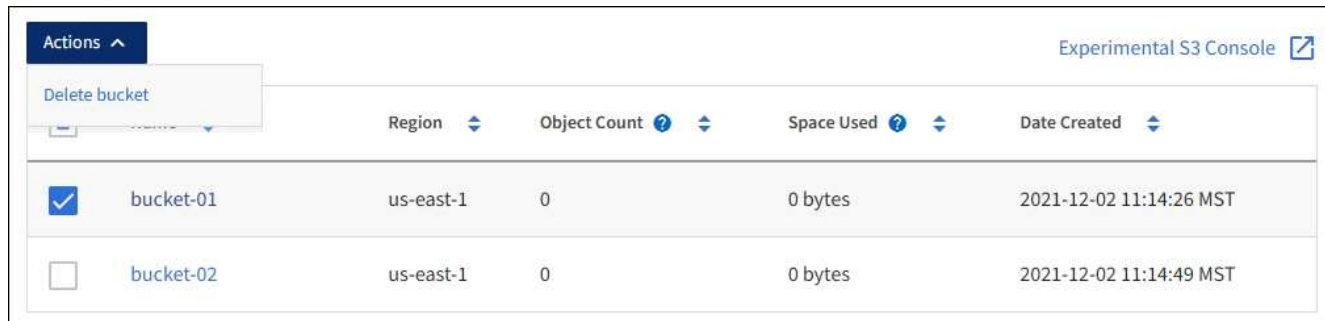 Actions
Experimental S3 Console
Delete bucket
Name Region Object Count ? Space Used ? Date Created
bucket-01 us-east-1 0 0 bytes 2021-12-02 11:14:26 MST
bucket-02 us-east-1 0 0 bytes 2021-12-02 11:14:49 MST